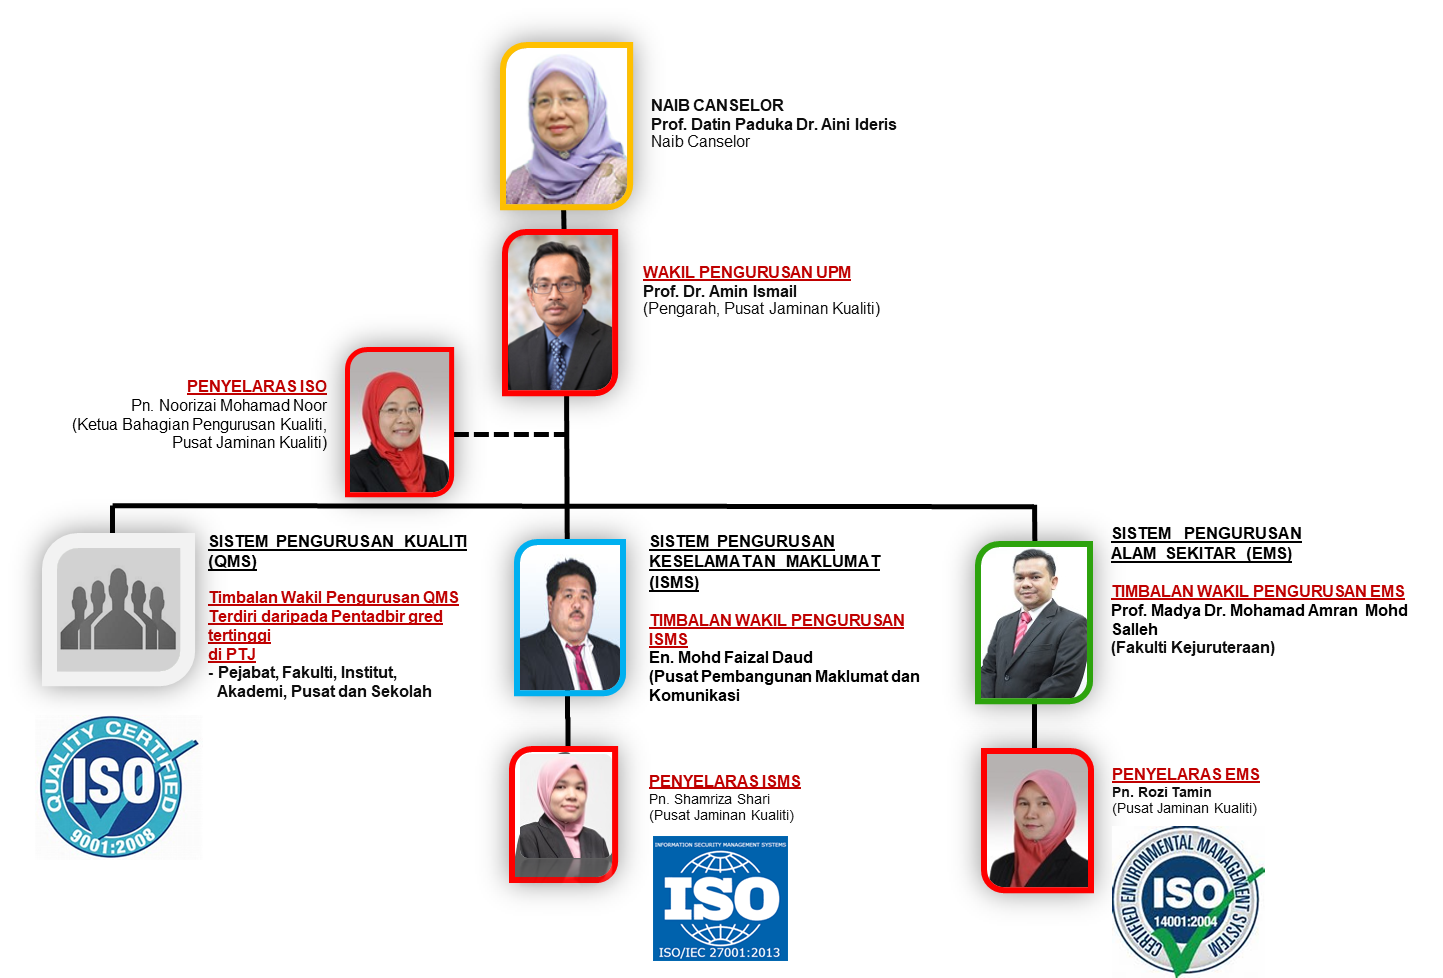 NAIB CANSELOR
Prof. Datin Paduka Dr. Aini Ideris
Naib Canselor
WAKIL PENGURUSAN UPM
Prof. Dr. Amin Ismail
(Pengarah, Pusat Jaminan Kualiti)
PENYELARAS ISO
Pn. Noorizai Mohamad Noor
(Ketua Bahagian Pengurusan Kualiti,
Pusat Jaminan Kualiti)
SISTEM PENGURUSAN KUALITI
(QMS)
Timbalan Wakil Pengurusan QMS
Terdiri daripada Pentadbir gred
tertinggi
di PTJ
- Pejabat, Fakulti, Institut,
Akademi, Pusat dan Sekolah
QUALITY CERTIFIED
ISO
9001:2008
SISTEM PENGURUSAN
KESELAMATAN MAKLUMAT
(ISMS)
TIMBALAN WAKIL PENGURUSAN
ISMS
En. Mohd Faizal Daud
(Pusat Pembangunan Maklumat dan
Komunikasi
PENYELARAS ISMS
Pn. Shamriza Shari
(Pusat Jaminan Kualiti)
INFORMATION SECURITY MANAGEMENT SYSTEMS
ISO
ISO/IEC 27001:2013
SISTEM PENGURUSAN
ALAM SEKITAR (EMS)
TIMBALAN WAKIL PENGURUSAN EMS
Prof. Madya Dr. Mohamad Amran Mohd
Salleh
(Fakulti Kejuruteraan)
PENYELARAS EMS
Pn. Rozi Tamin
(Pusat Jaminan Kualiti)
CERTIFIED ENVIRONMENTAL MANAGEMENT SYSTEM
ISO
14001:2004